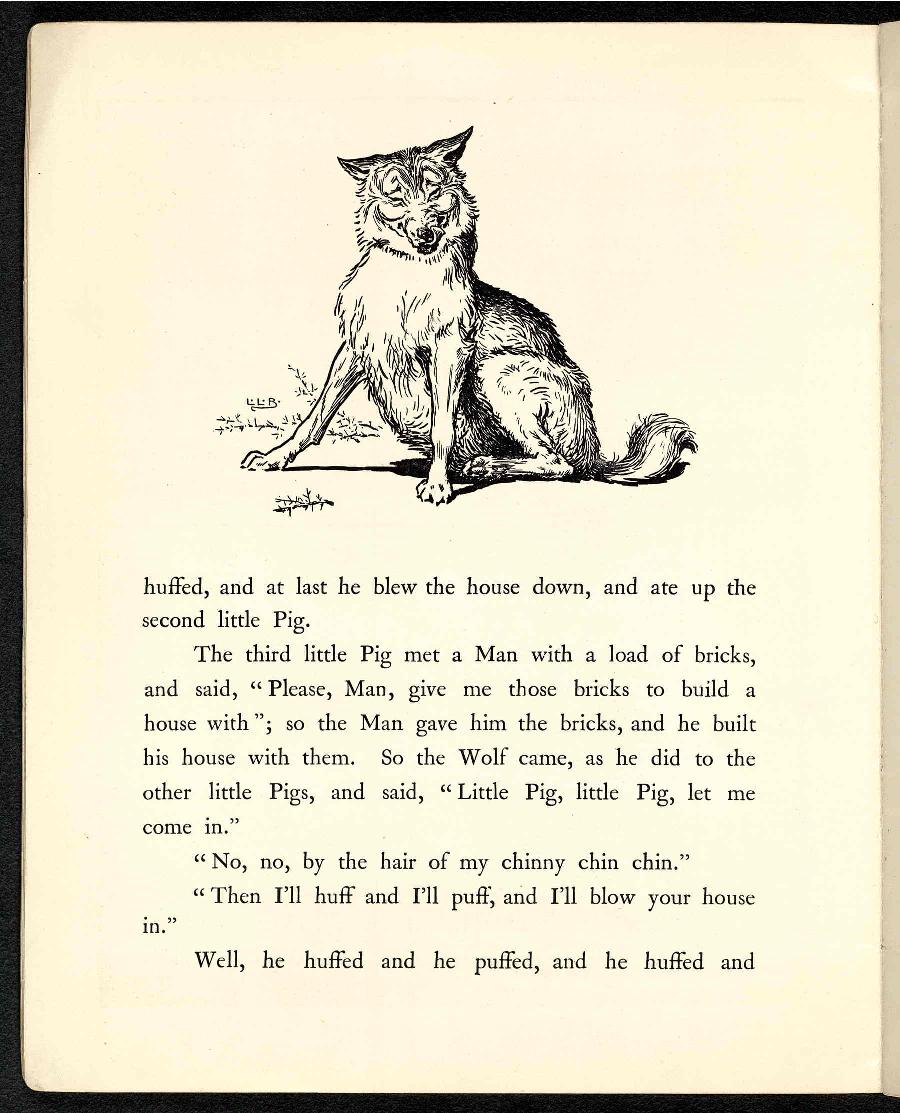 L.L.B.
huffed, and at last he blew the house down, and ate up the
second little Pig.
The third little Pig met a Man with a load of bricks,
and said, “Please, Man, give me those bricks to build a
house with”; so the Man gave him the bricks, and he built
his house with them. So the Wolf came, as he did to the
other little Pigs, and said, “Little Pig, little Pig, let me
come in.”
“No, no, by the hair of my chinny chin chin.”
“Then I’ll huff and I’ll puff, and I’ll blow your house
in.”
Well, he huffed and he puffed, and he huffed and